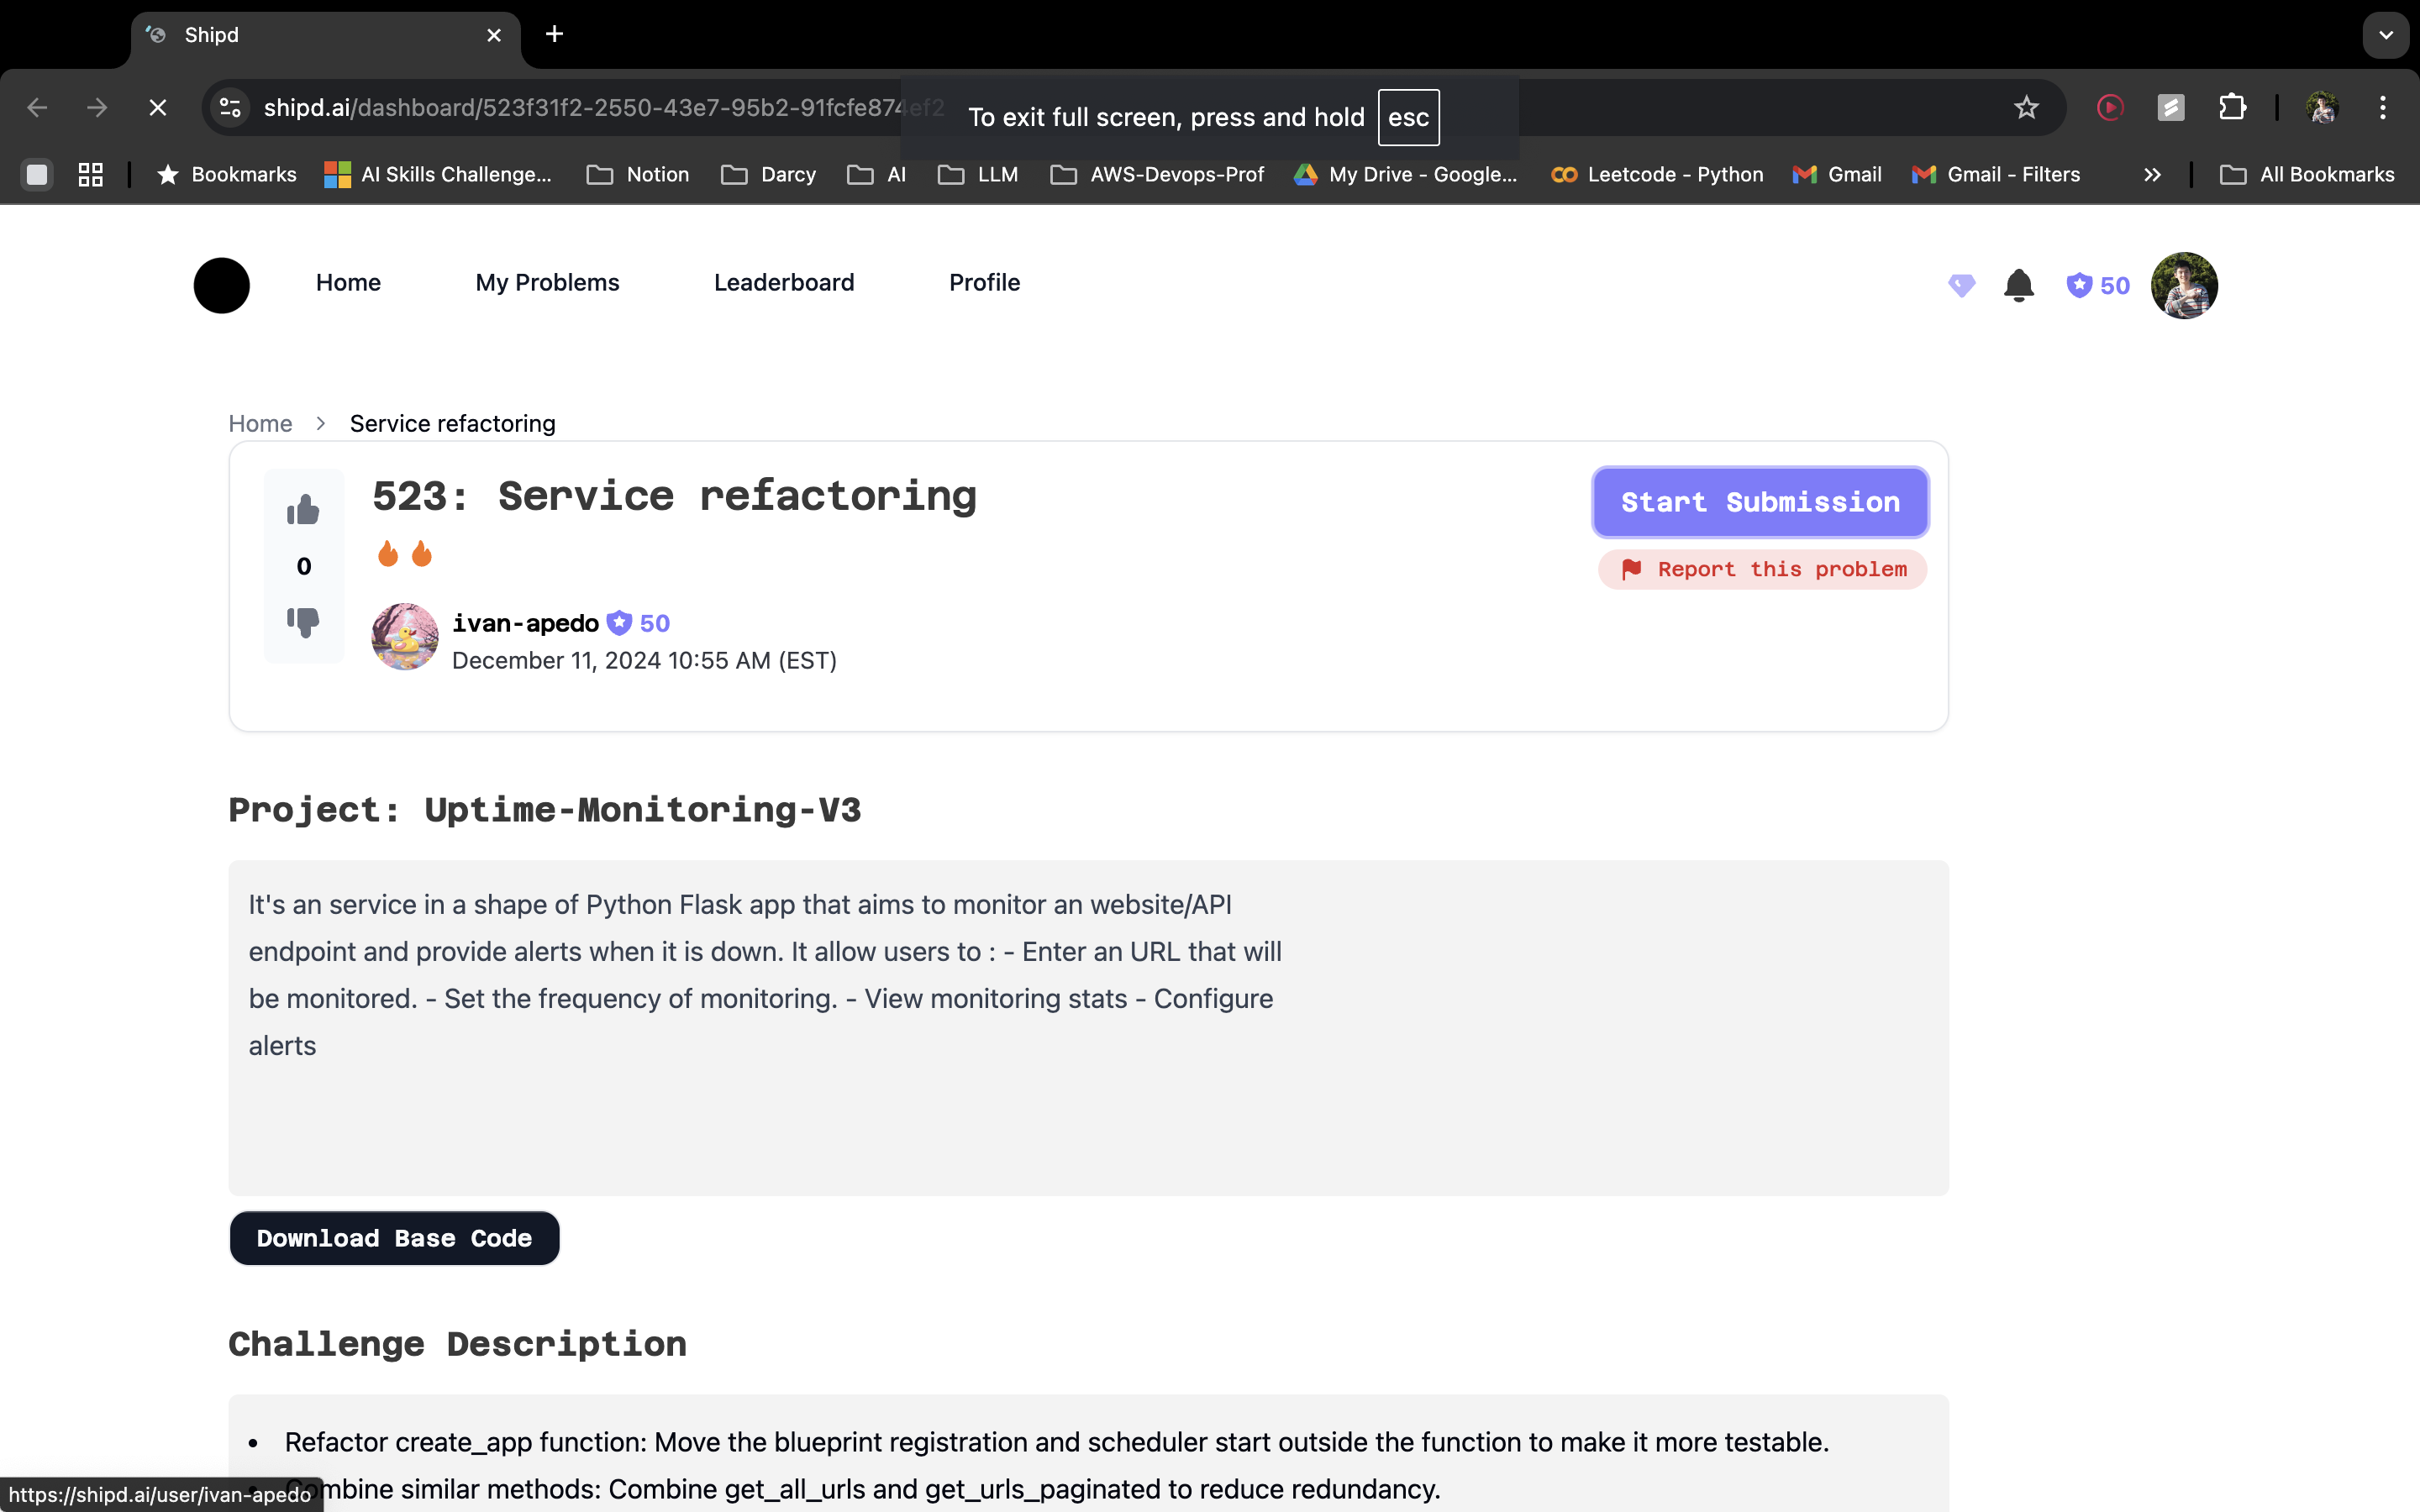 Shipd
shipd.ai/dashboard/523f31f2-2550-43e7-95b2-91fcfe874ef2
To exit full screen, press and hold esc
Bookmarks
AI Skills Challenge...
Notion
Darcy
AI
LLM
AWS-Devops-Prof
My Drive - Google...
Leetcode - Python
Gmail
Gmail - Filters
All Bookmarks
Home
My Problems
Leaderboard
Profile
50
Home > Service refactoring
523: Service refactoring
Start Submission
Report this problem
0
ivan-apedo 50
December 11, 2024 10:55 AM (EST)
Project: Uptime-Monitoring-V3
It's an service in a shape of Python Flask app that aims to monitor an website/API
endpoint and provide alerts when it is down. It allow users to : - Enter an URL that will
be monitored. - Set the frequency of monitoring. - View monitoring stats - Configure
alerts
Download Base Code
Challenge Description
• Refactor create_app function: Move the blueprint registration and scheduler start outside the function to make it more testable.
ombine similar methods: Combine get_all_urls and get_urls_paginated to reduce redundancy.
https://shipd.ai/user/ivan-apedo